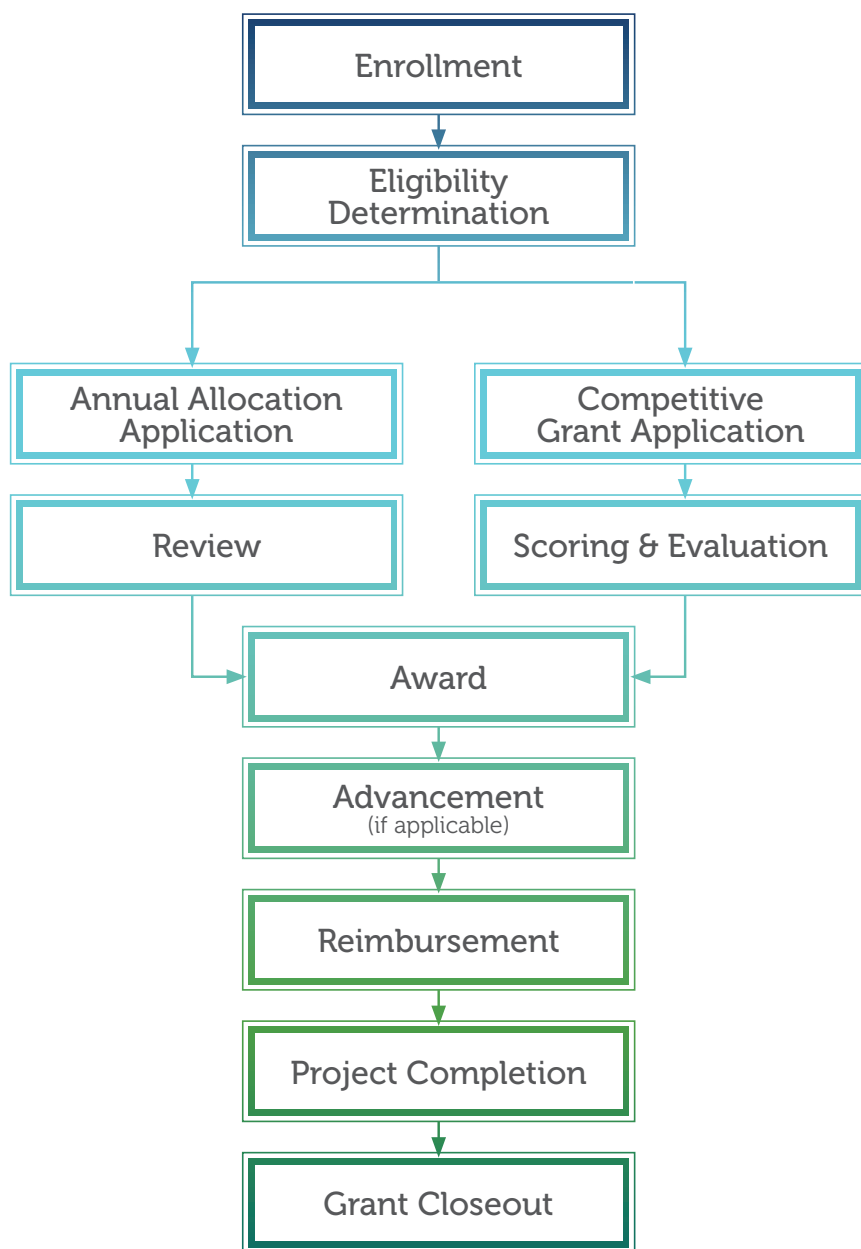 Enrollment
Eligibility
Determination
Annual Allocation
Application
Competitive
Grant Application
Review
Scoring & Evaluation
Award
Advancement
(if applicable)
Reimbursement
Project Completion
Grant Closeout